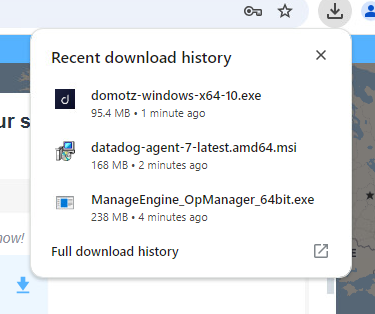 Recent download history
domotz-windows-x64-10.exe
95.4 MB • 1 minute ago
ur s
datadog-agent-7-latest.amd64.msi
168 MB • 2 minutes ago
ManageEngine_OpManager_64bit.exe
238 MB • 4 minutes ago
now!
Full download history